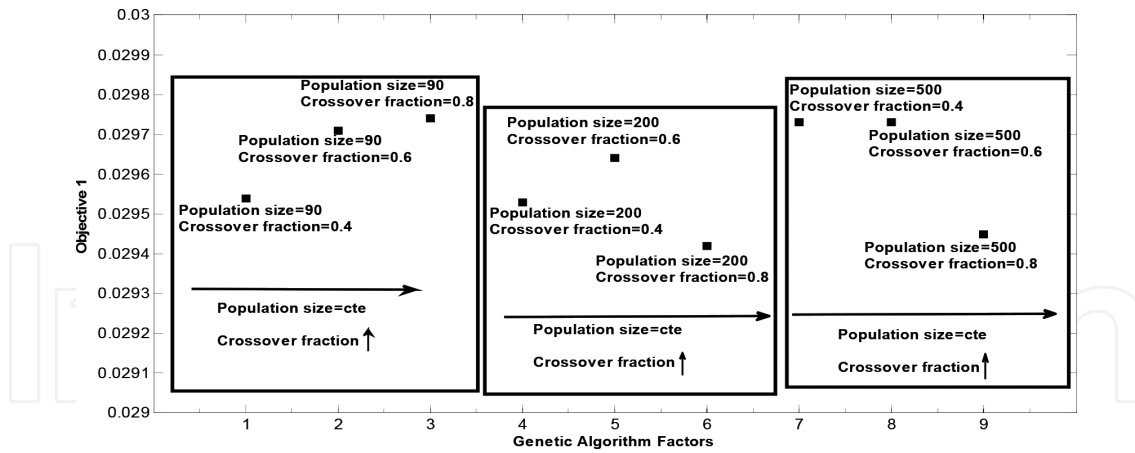 0.03
0.0299
0.0298
0.0297
0.0296
0.0295
0.0294
0.0293
0.0292
0.0291
0.029
Objective 1
Population size=90
Crossover fraction=0.8
Population size=90
Crossover fraction=0.6
Population size=90
Crossover fraction=0.4
Population size=cte
Crossover fraction
Population size=200
Crossover fraction=0.6
Population size=200
Crossover fraction=0.4
Population size=200
Crossover fraction=0.8
Population size=cte
Crossover fraction
Population size=500
Crossover fraction=0.4
Population size=500
Crossover fraction=0.6
Population size=500
Crossover fraction=0.8
Population size=cte
Crossover fraction
1 2 3 4 5 6 7 8 9
Genetic Algorithm Factors